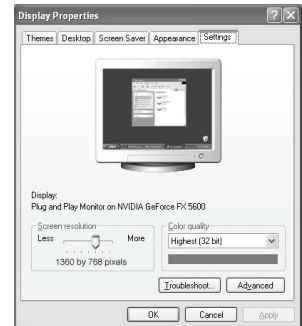 Display Properties
Themes Desktop Screen Saver Appearance Settings
Display:
Plug and Play Monitor on NVIDIA GeForce FX 5600
Screen resolution
Less More
1360 by 768 pixels
Color quality
Highest (32 bit)
Troubleshoot... Advanced
OK Cancel Apply